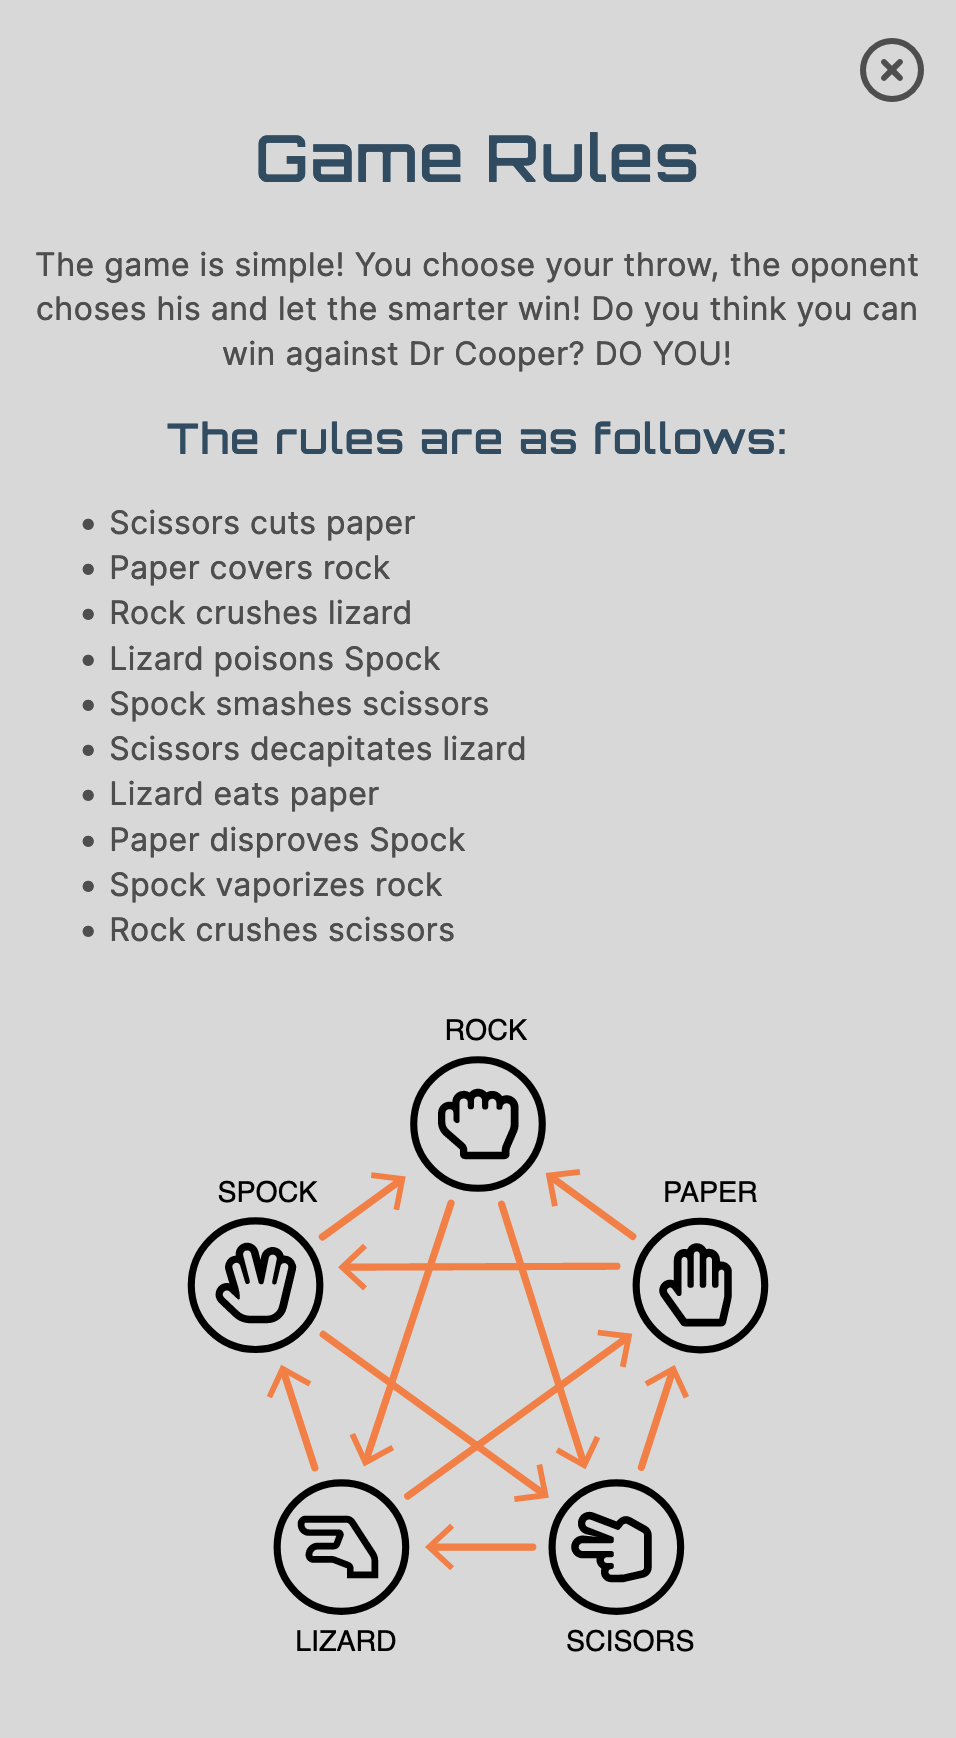 Game Rules
The game is simple! You choose your throw, the oponent
choses his and let the smarter win! Do you think you can
win against Dr Cooper? DO YOU!
The rules are as follows:
• Scissors cuts paper
• Paper covers rock
• Rock crushes lizard
• Lizard poisons Spock
• Spock smashes scissors
• Scissors decapitates lizard
• Lizard eats paper
• Paper disproves Spock
• Spock vaporizes rock
• Rock crushes scissors
ROCK
SPOCK
PAPER
LIZARD
SCISORS